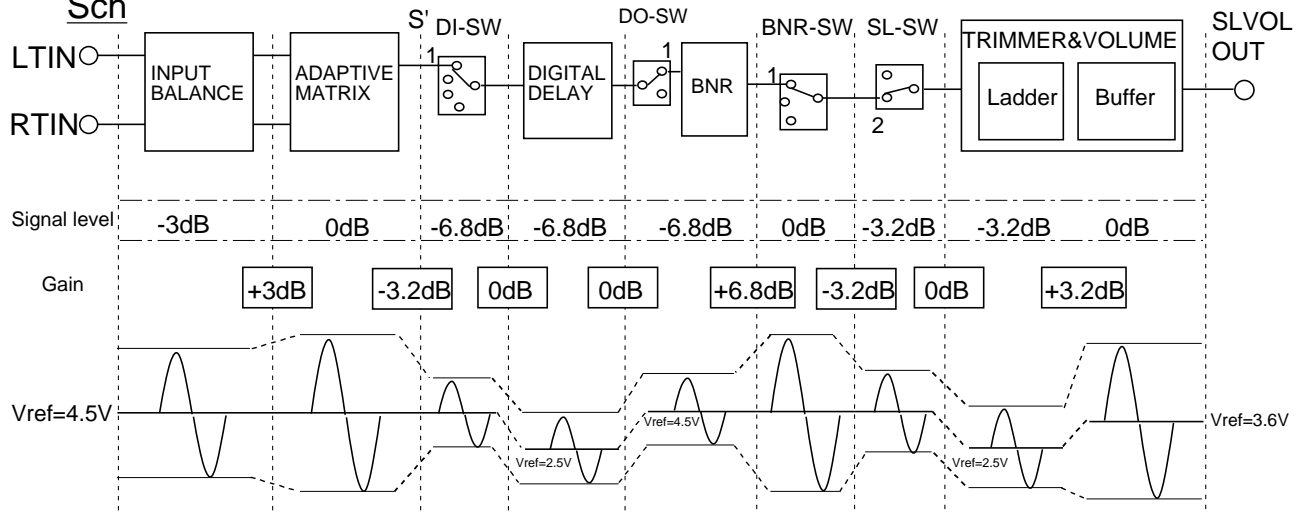 Sch
LTIN
RTIN
INPUT
BALANCE
ADAPTIVE
MATRIX
S'
DI-SW
1
DIGITAL
DELAY
DO-SW
1
BNR
BNR-SW
1
SL-SW
2
TRIMMER&VOLUME
Ladder
Buffer
SLVOL
OUT
Signal level
-3dB
0dB
-6.8dB
-6.8dB
-6.8dB
0dB
-3.2dB
-3.2dB
0dB
Gain
+3dB
-3.2dB
0dB
0dB
+6.8dB
-3.2dB
0dB
+3.2dB
Vref=4.5V
Vref=2.5V
Vref=4.5V
Vref=2.5V
Vref=3.6V